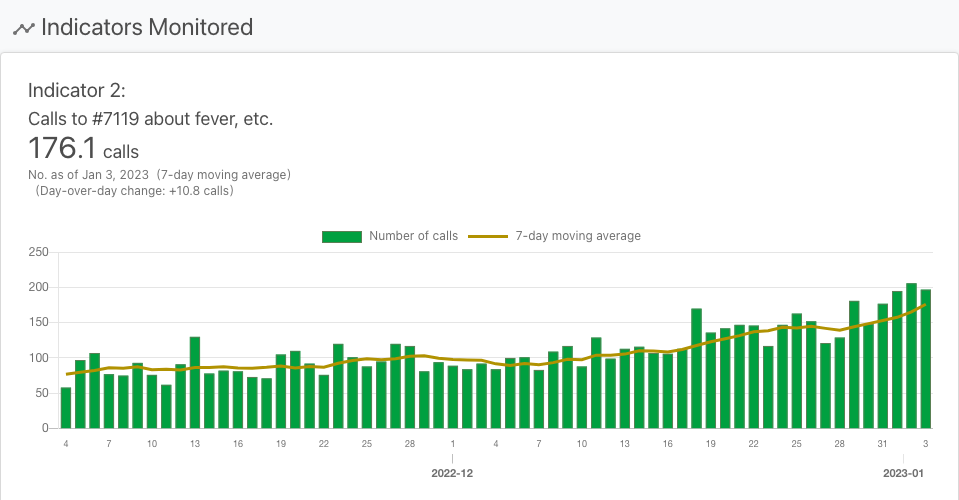 Indicators Monitored
Indicator 2:
Calls to #7119 about fever, etc.
176.1 calls
No. as of Jan 3, 2023 (7-day moving average)
(Day-over-day change: +10.8 calls)
Number of calls 7-day moving average
250
200
150
100
50
0
4 7 10 13 16 19 22 25 28 1 4 7 10 13 16 19 22 25 28 31 3
2022-12 2023-01